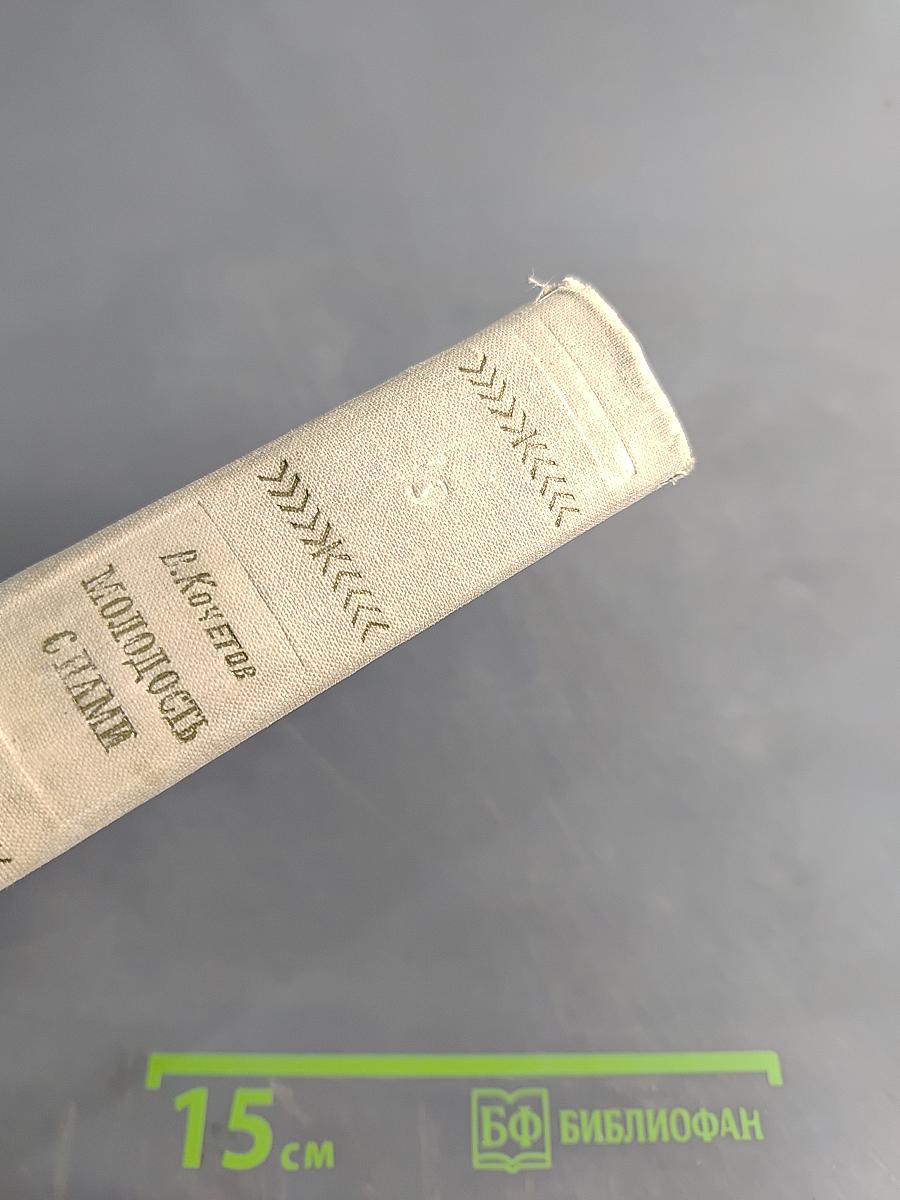 В. Кочетов
МОЛОДОСТЬ
С НАМИ
15 см
БФ БИБЛИОФАН